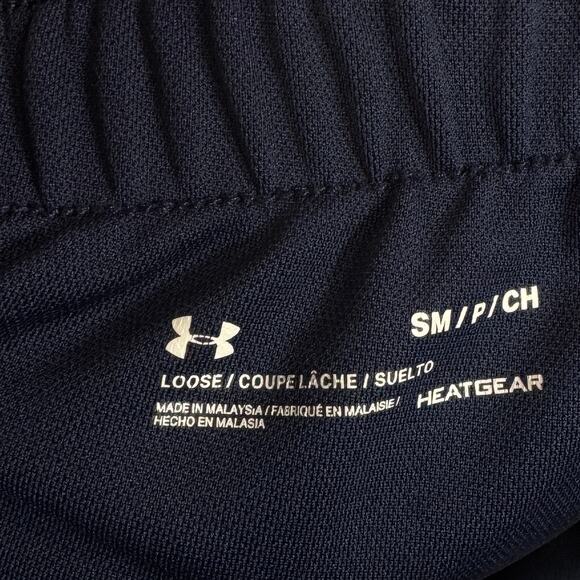 SM/P/CH
LOOSE / COUPE LÂCHE / SUELTO
HEATGEAR
MADE IN MALAYSIA / FABRIQUÉ EN MALAISIE /
HECHO EN MALASIA